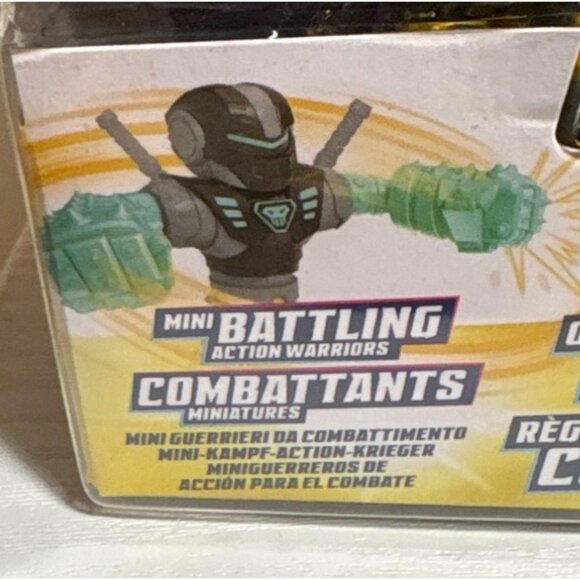 MINI BATTLING
ACTION WARRIORS
COMBATTANTS
MINIATURES
MINI GUERRIERI DA COMBATTIMENTO
MINI-KAMPF-ACTION-KRIEGER
MINIGUERREROS DE
ACCIÓN PARA EL COMBATE
RÈG